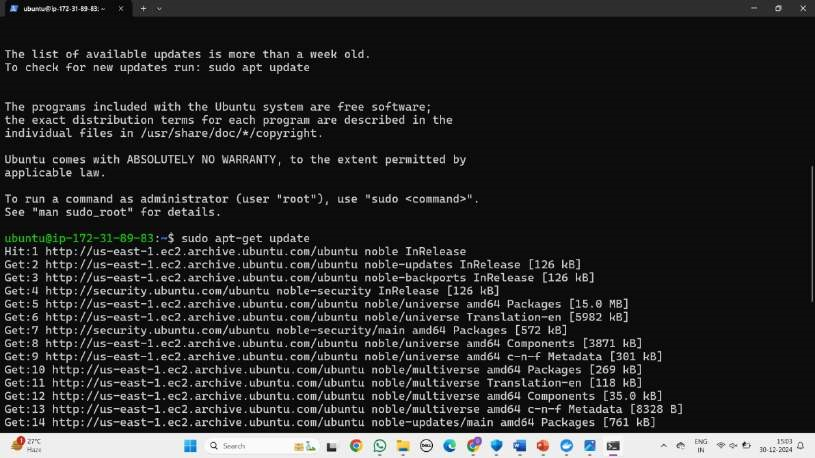 ubuntu@ip-172-31-89-83: ~
The list of available updates is more than a week old.
To check for new updates run: sudo apt update
The programs included with the Ubuntu system are free software;
the exact distribution terms for each program are described in the
individual files in /usr/share/doc/*/copyright.
Ubuntu comes with ABSOLUTELY NO WARRANTY, to the extent permitted by
applicable law.
To run a command as administrator (user "root"), use "sudo <command>".
See "man sudo_root" for details.
ubuntu@ip-172-31-89-83:~$ sudo apt-get update
Hit:1 http://us-east-1.ec2.archive.ubuntu.com/ubuntu noble InRelease
Get:2 http://us-east-1.ec2.archive.ubuntu.com/ubuntu noble-updates InRelease [126 kB]
Get:3 http://us-east-1.ec2.archive.ubuntu.com/ubuntu noble-backports InRelease [126 kB]
Get:4 http://security.ubuntu.com/ubuntu noble-security InRelease [126 kB]
Get:5 http://us-east-1.ec2.archive.ubuntu.com/ubuntu noble/universe amd64 Packages [15.0 MB]
Get:6 http://us-east-1.ec2.archive.ubuntu.com/ubuntu noble/universe Translation-en [5982 kB]
Get:7 http://security.ubuntu.com/ubuntu noble-security/main amd64 Packages [572 kB]
Get:8 http://us-east-1.ec2.archive.ubuntu.com/ubuntu noble/universe amd64 Components [3871 kB]
Get:9 http://us-east-1.ec2.archive.ubuntu.com/ubuntu noble/universe amd64 c-n-f Metadata [301 kB]
Get:10 http://us-east-1.ec2.archive.ubuntu.com/ubuntu noble/multiverse amd64 Packages [269 kB]
Get:11 http://us-east-1.ec2.archive.ubuntu.com/ubuntu noble/multiverse Translation-en [118 kB]
Get:12 http://us-east-1.ec2.archive.ubuntu.com/ubuntu noble/multiverse amd64 Components [35.0 kB]
Get:13 http://us-east-1.ec2.archive.ubuntu.com/ubuntu noble/multiverse amd64 c-n-f Metadata [8328 B]
Get:14 http://us-east-1.ec2.archive.ubuntu.com/ubuntu noble-updates/main amd64 Packages [761 kB]
27°C
Haze
Search
DELL
ENG
IN
15:03
30-12-2024